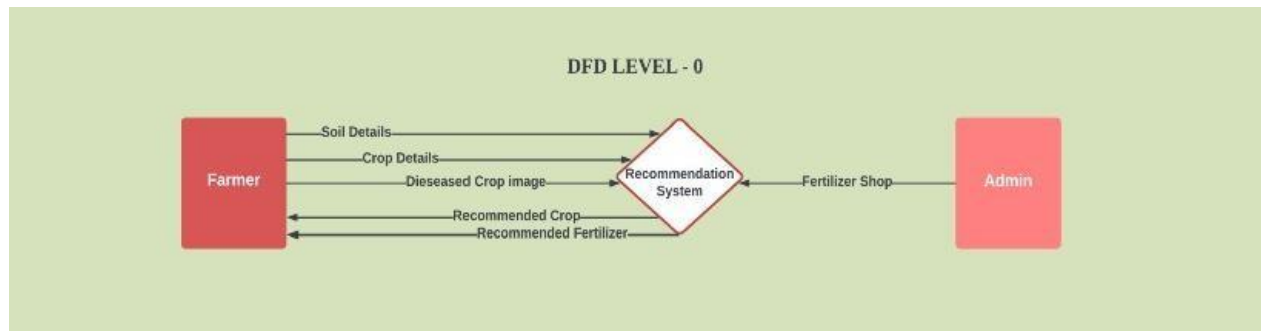 DFD LEVEL - 0
Soil Details
Crop Details
Farmer
Dieseased Crop image
Recommendation
System
Fertilizer Shop
Admin
Recommended Crop
Recommended Fertilizer